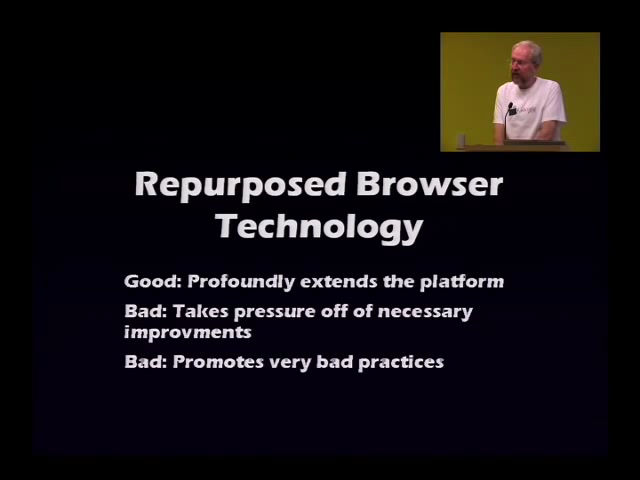 Repurposed Browser
Technology
Good: Profoundly extends the platform
Bad: Takes pressure off of necessary
improvments
Bad: Promotes very bad practices